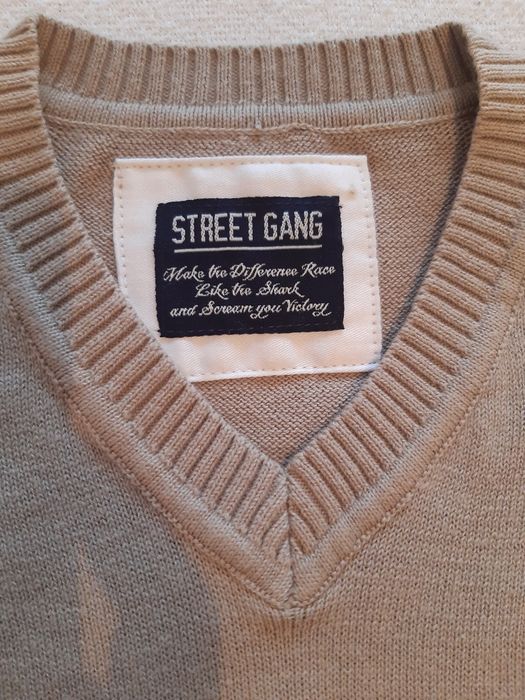 STREET GANG
Make the Difference Race
Like the Shark
and Scream you Victory